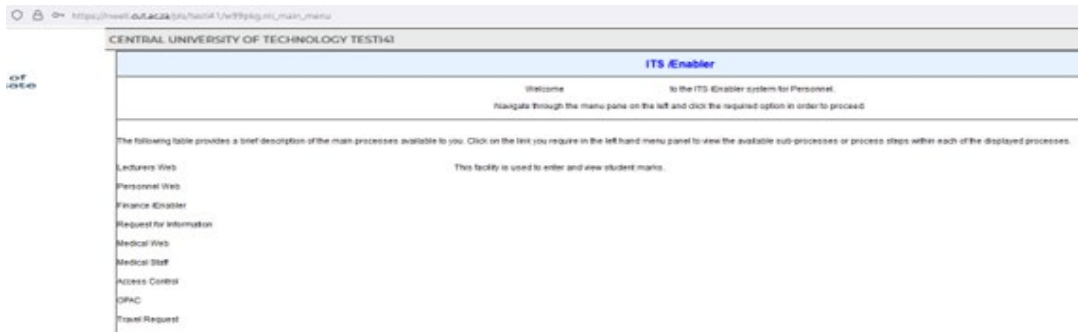 CENTRAL UNIVERSITY OF TECHNOLOGY TESTI41
ITS iEnabler
of
Welcome to the ITS iEnabler system for Personnel.
Navigate through the menu pane on the left and click the required option in order to proceed
The following table provides a brief description of the main processes available to you. Click on the link you require in the left hand menu panel to view the available sub-processes or process steps within each of the displayed processes.
Lecturers Web This facility is used to enter and view student marks.
Personnel Web
Finance iEnabler
Request for Information
Medical Web
Medical Staff
Access Control
OPAC
Travel Request